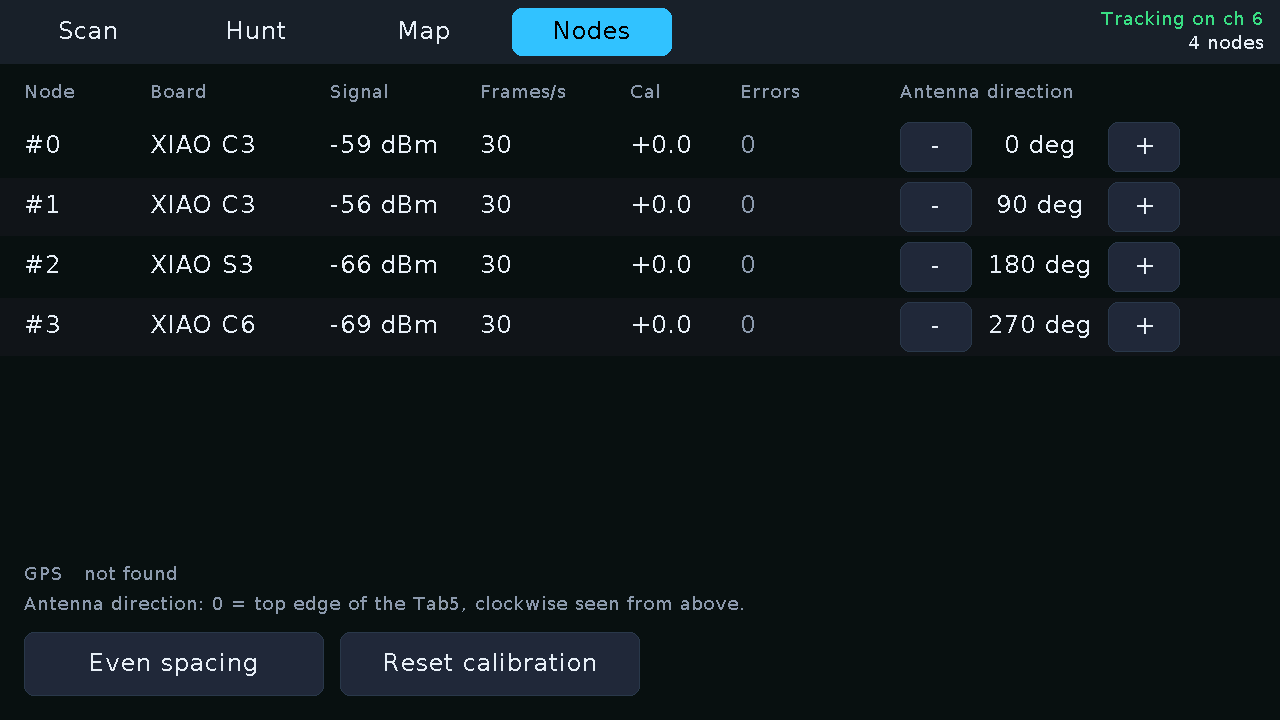 Scan Hunt Map Nodes
Tracking on ch 6
4 nodes
Node Board Signal Frames/s Cal Errors Antenna direction
#0 XIAO C3 -59 dBm 30 +0.0 0 - 0 deg +
#1 XIAO C3 -56 dBm 30 +0.0 0 - 90 deg +
#2 XIAO S3 -66 dBm 30 +0.0 0 - 180 deg +
#3 XIAO C6 -69 dBm 30 +0.0 0 - 270 deg +
GPS not found
Antenna direction: 0 = top edge of the Tab5, clockwise seen from above.
Even spacing Reset calibration